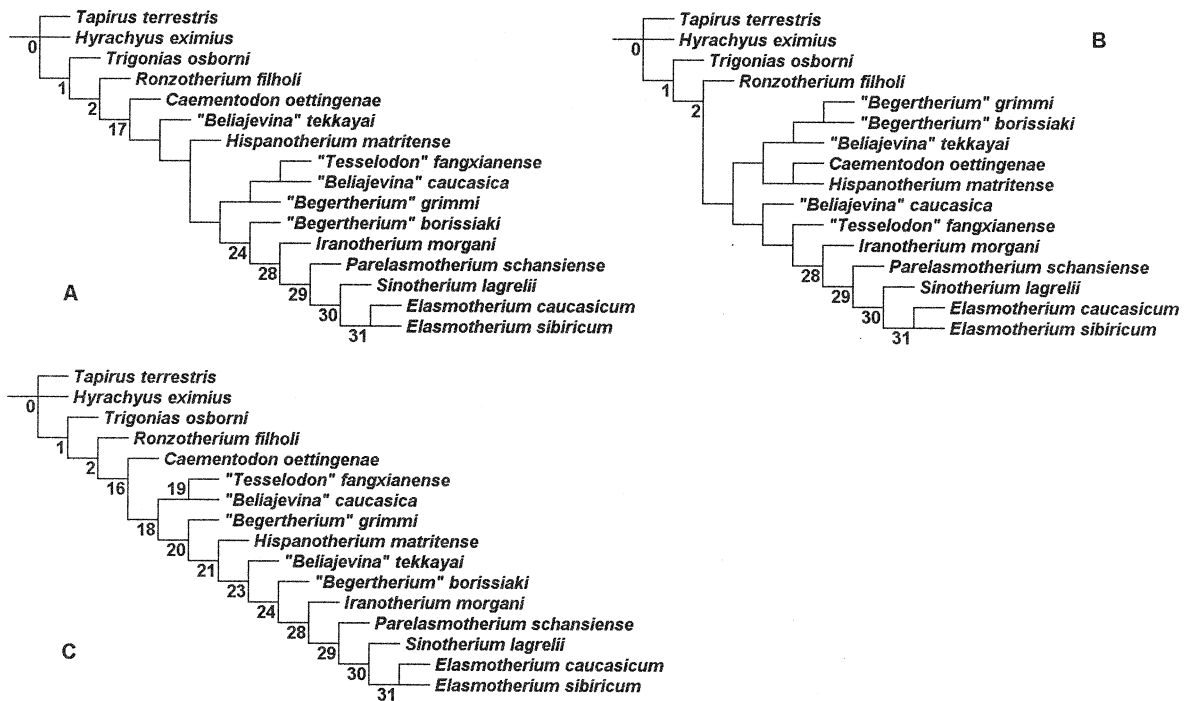 Tapirus terrestris
Hyrachyus eximius
0
Trigonias osborni
1
Ronzotherium filholi
2
Caementodon oettingenae
17
"Beliajevina" tekkayai
Hispanotherium matritense
"Tesselodon" fangxianense
"Beliajevina" caucasica
"Begertherium" grimmi
"Begertherium" borissiaki
24
Iranotherium morgani
28
Parelasmotherium schansiense
29
Sinotherium lagrelii
30
Elasmotherium caucasicum
Elasmotherium sibiricum
31
A
Tapirus terrestris
Hyrachyus eximius
0
B
Trigonias osborni
1
Ronzotherium filholi
2
"Begertherium" grimmi
"Begertherium" borissiaki
"Beliajevina" tekkayai
Caementodon oettingenae
Hispanotherium matritense
"Beliajevina" caucasica
"Tesselodon" fangxianense
Iranotherium morgani
28
Parelasmotherium schansiense
29
Sinotherium lagrelii
30
Elasmotherium caucasicum
Elasmotherium sibiricum
31
Tapirus terrestris
Hyrachyus eximius
0
Trigonias osborni
1
Ronzotherium filholi
2
Caementodon oettingenae
16
"Tesselodon" fangxianense
19
"Beliajevina" caucasica
18
"Begertherium" grimmi
20
Hispanotherium matritense
21
"Beliajevina" tekkayai
23
"Begertherium" borissiaki
24
Iranotherium morgani
28
Parelasmotherium schansiense
29
Sinotherium lagrelii
30
Elasmotherium caucasicum
Elasmotherium sibiricum
31
C